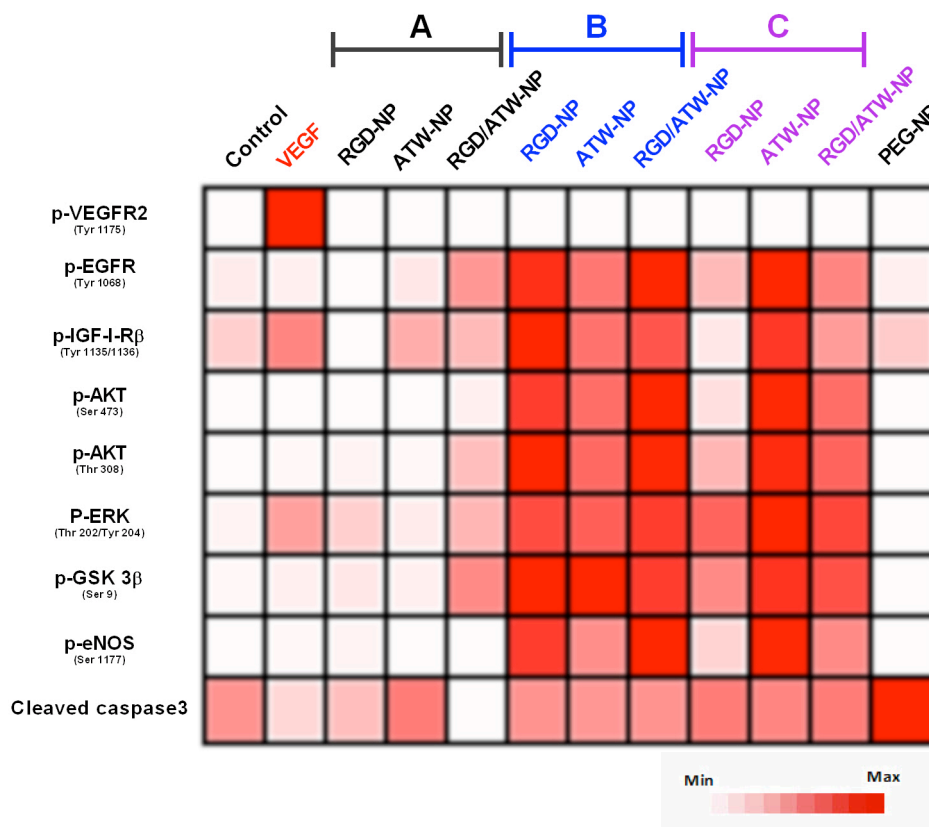 A B C
Control VEGF RGD-NP ATW-NP RGD/ATW-NP RGD-NP ATW-NP RGD/ATW-NP RGD-NP ATW-NP RGD/ATW-NP PEG-NP
p-VEGFR2
(Tyr 1175)
p-EGFR
(Tyr 1068)
p-IGF-I-Rβ
(Tyr 1135/1136)
p-AKT
(Ser 473)
p-AKT
(Thr 308)
P-ERK
(Thr 202/Tyr 204)
p-GSK 3β
(Ser 9)
p-eNOS
(Ser 1177)
Cleaved caspase3
Min Max